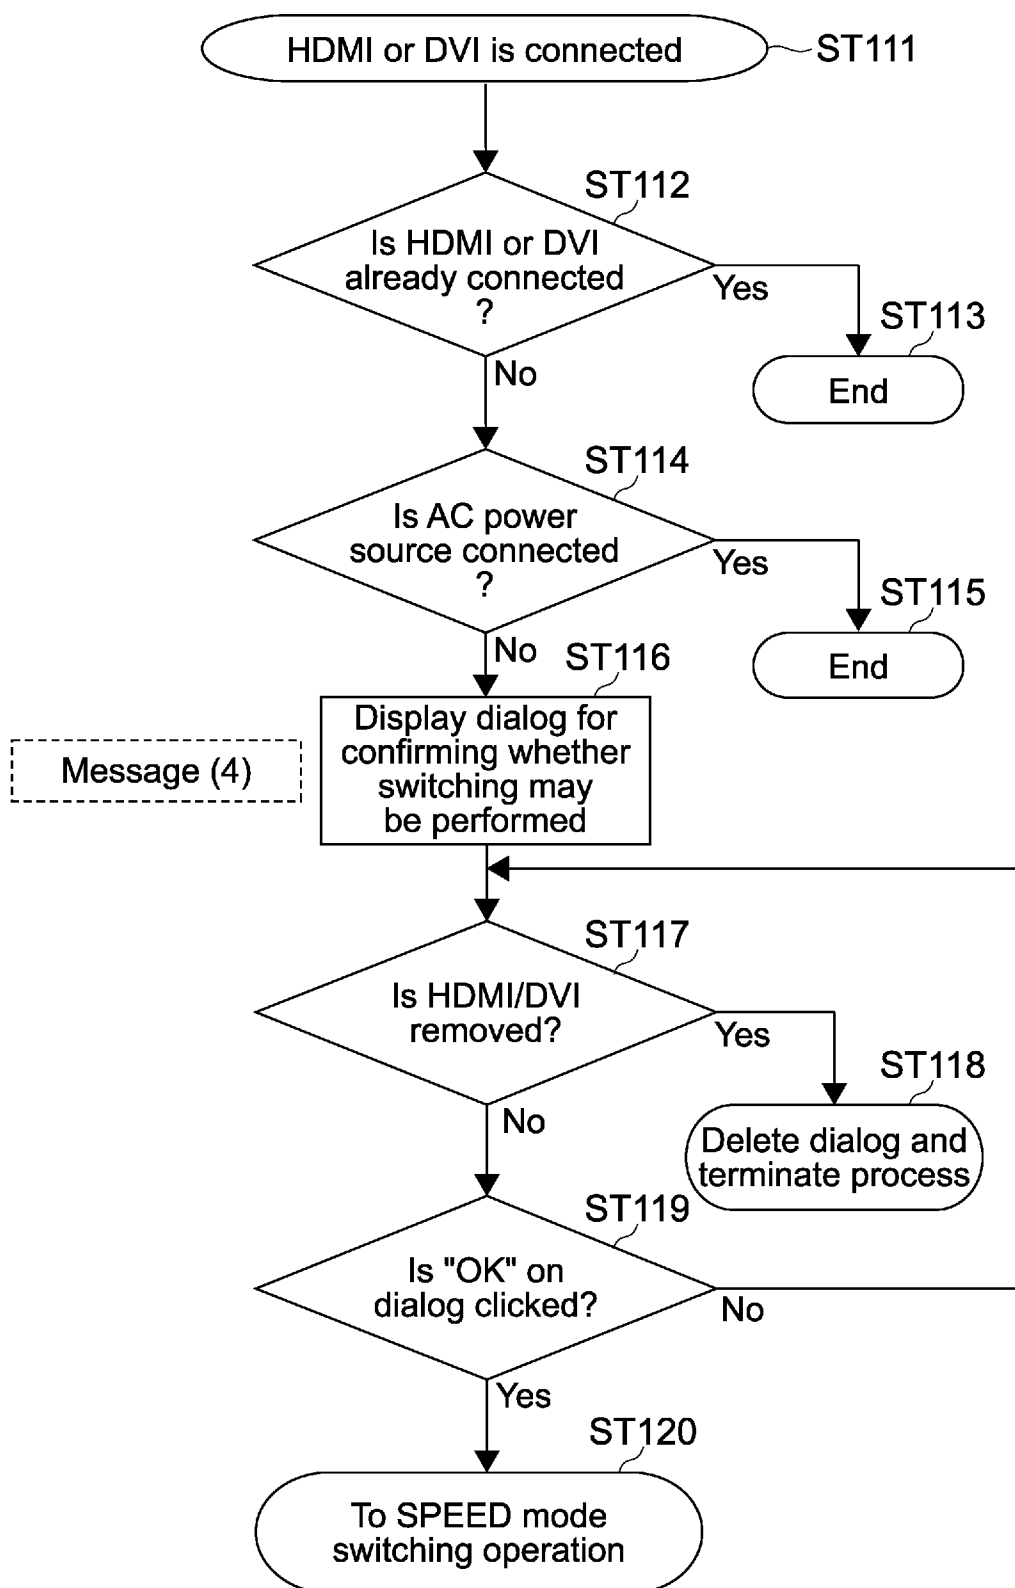 HDMI or DVI is connected
ST111
ST112
Is HDMI or DVI
already connected
?
Yes
ST113
End
No
ST114
Is AC power
source connected
?
Yes
ST115
End
No
ST116
Display dialog for
confirming whether
switching may
be performed
Message (4)
ST117
Is HDMI/DVI
removed?
Yes
ST118
Delete dialog and
terminate process
No
ST119
Is "OK" on
dialog clicked?
No
Yes
ST120
To SPEED mode
switching operation